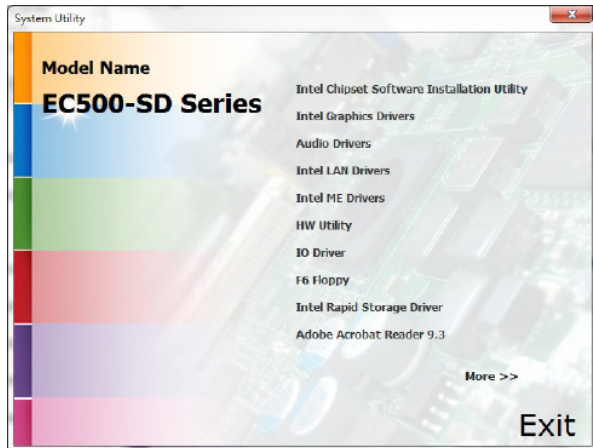 System Utility
Model Name
EC500-SD Series
Intel Chipset Software Installation Utility
Intel Graphics Drivers
Audio Drivers
Intel LAN Drivers
Intel ME Drivers
HW Utility
IO Driver
F6 Floppy
Intel Rapid Storage Driver
Adobe Acrobat Reader 9.3
More >>
Exit